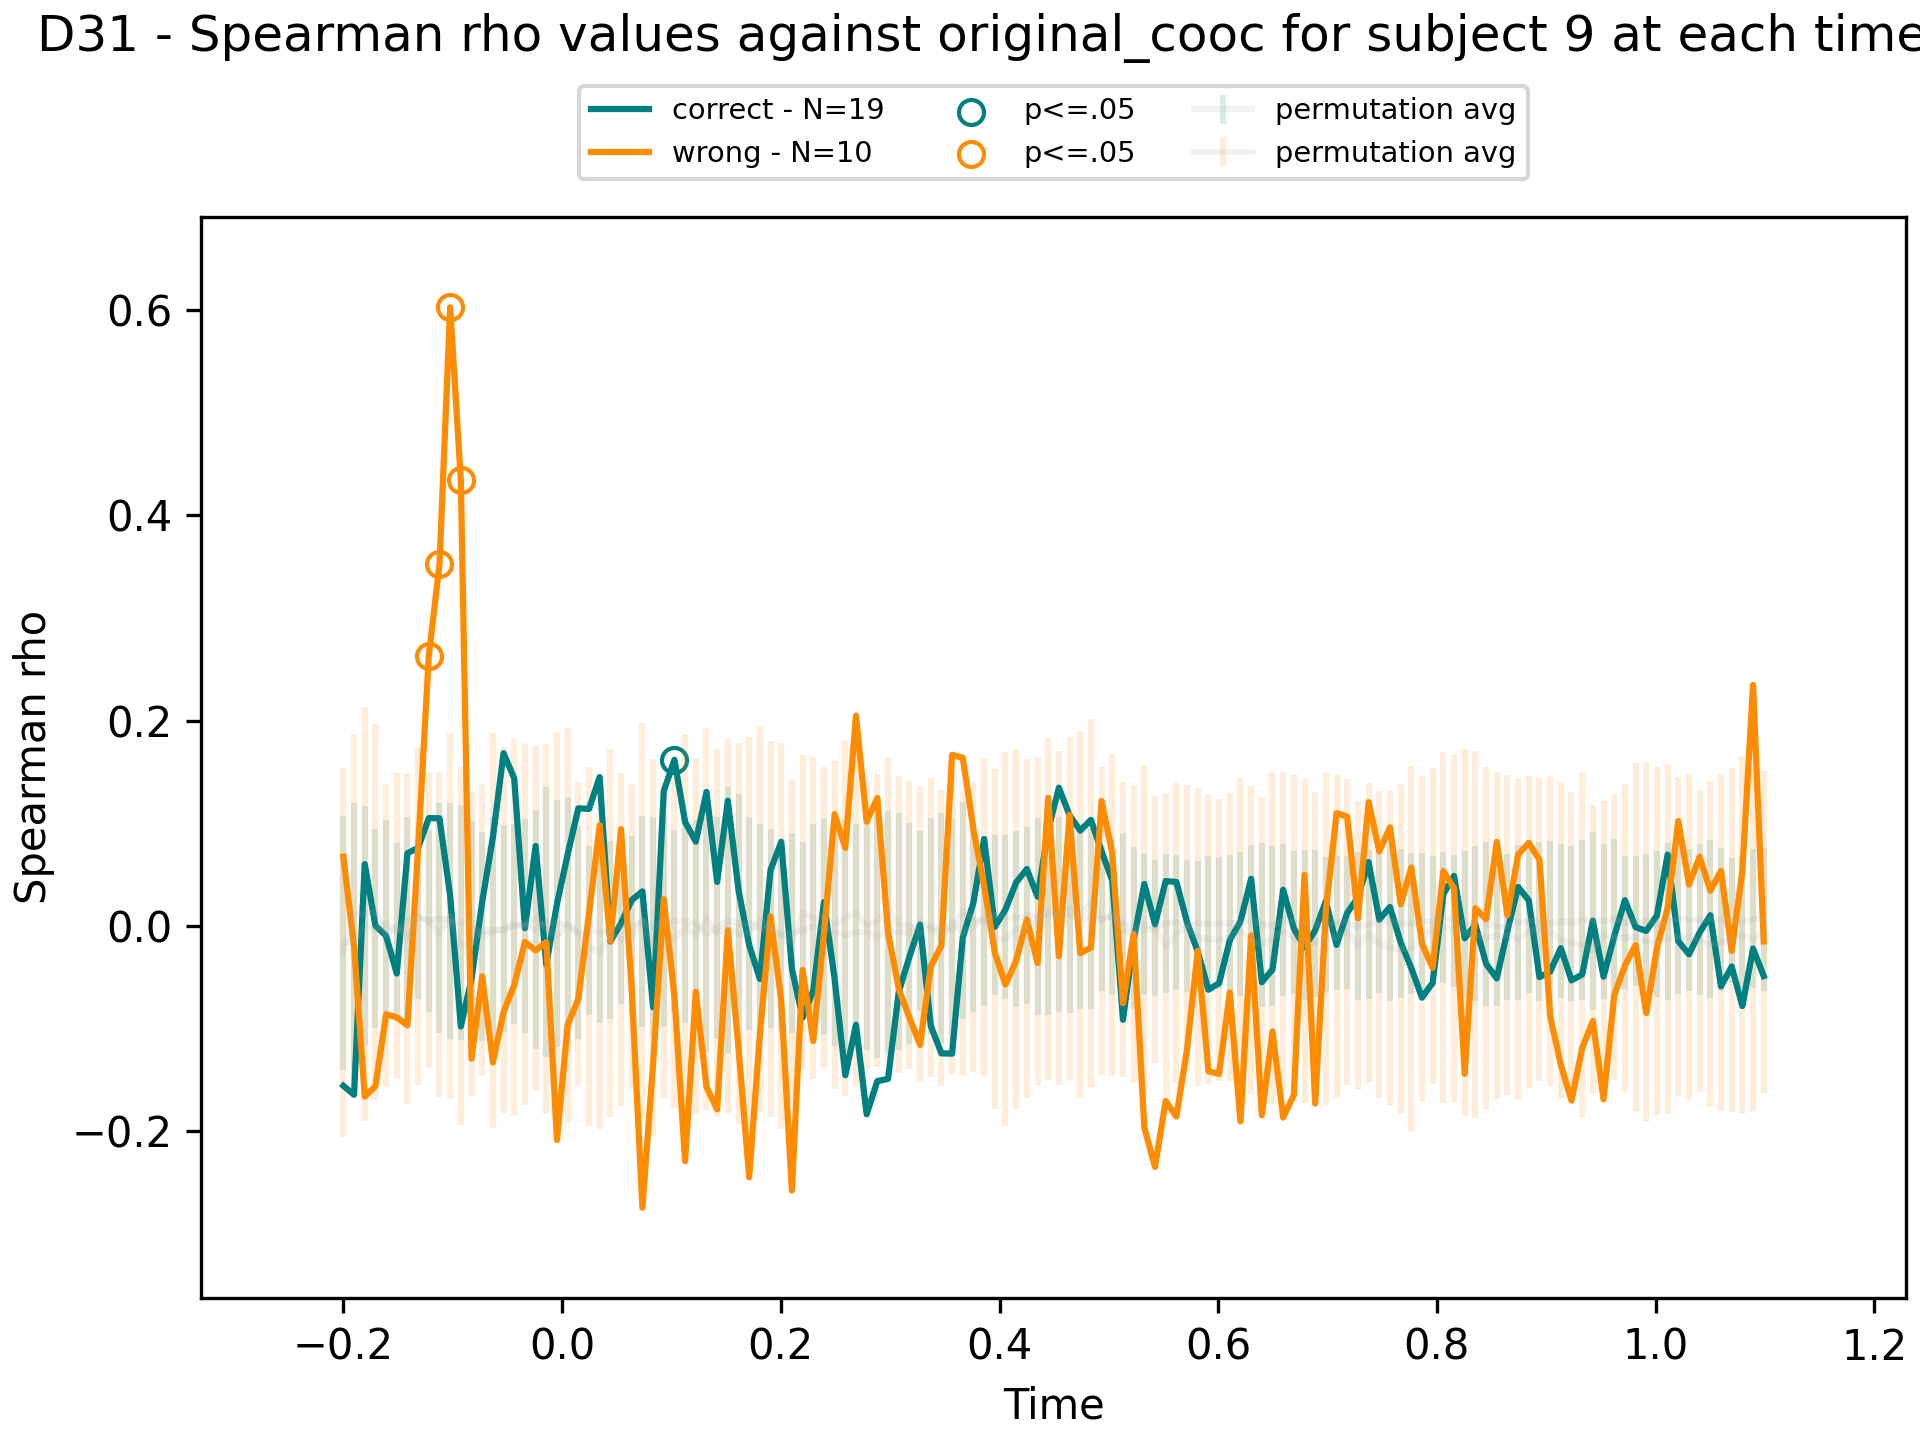 D31 - Spearman rho values against original_cooc for subject 9 at each time
correct - N=19
wrong - N=10
p<=.05
p<=.05
permutation avg
permutation avg
0.6
0.4
0.2
0.0
−0.2
Spearman rho
−0.2 0.0 0.2 0.4 0.6 0.8 1.0 1.2
Time